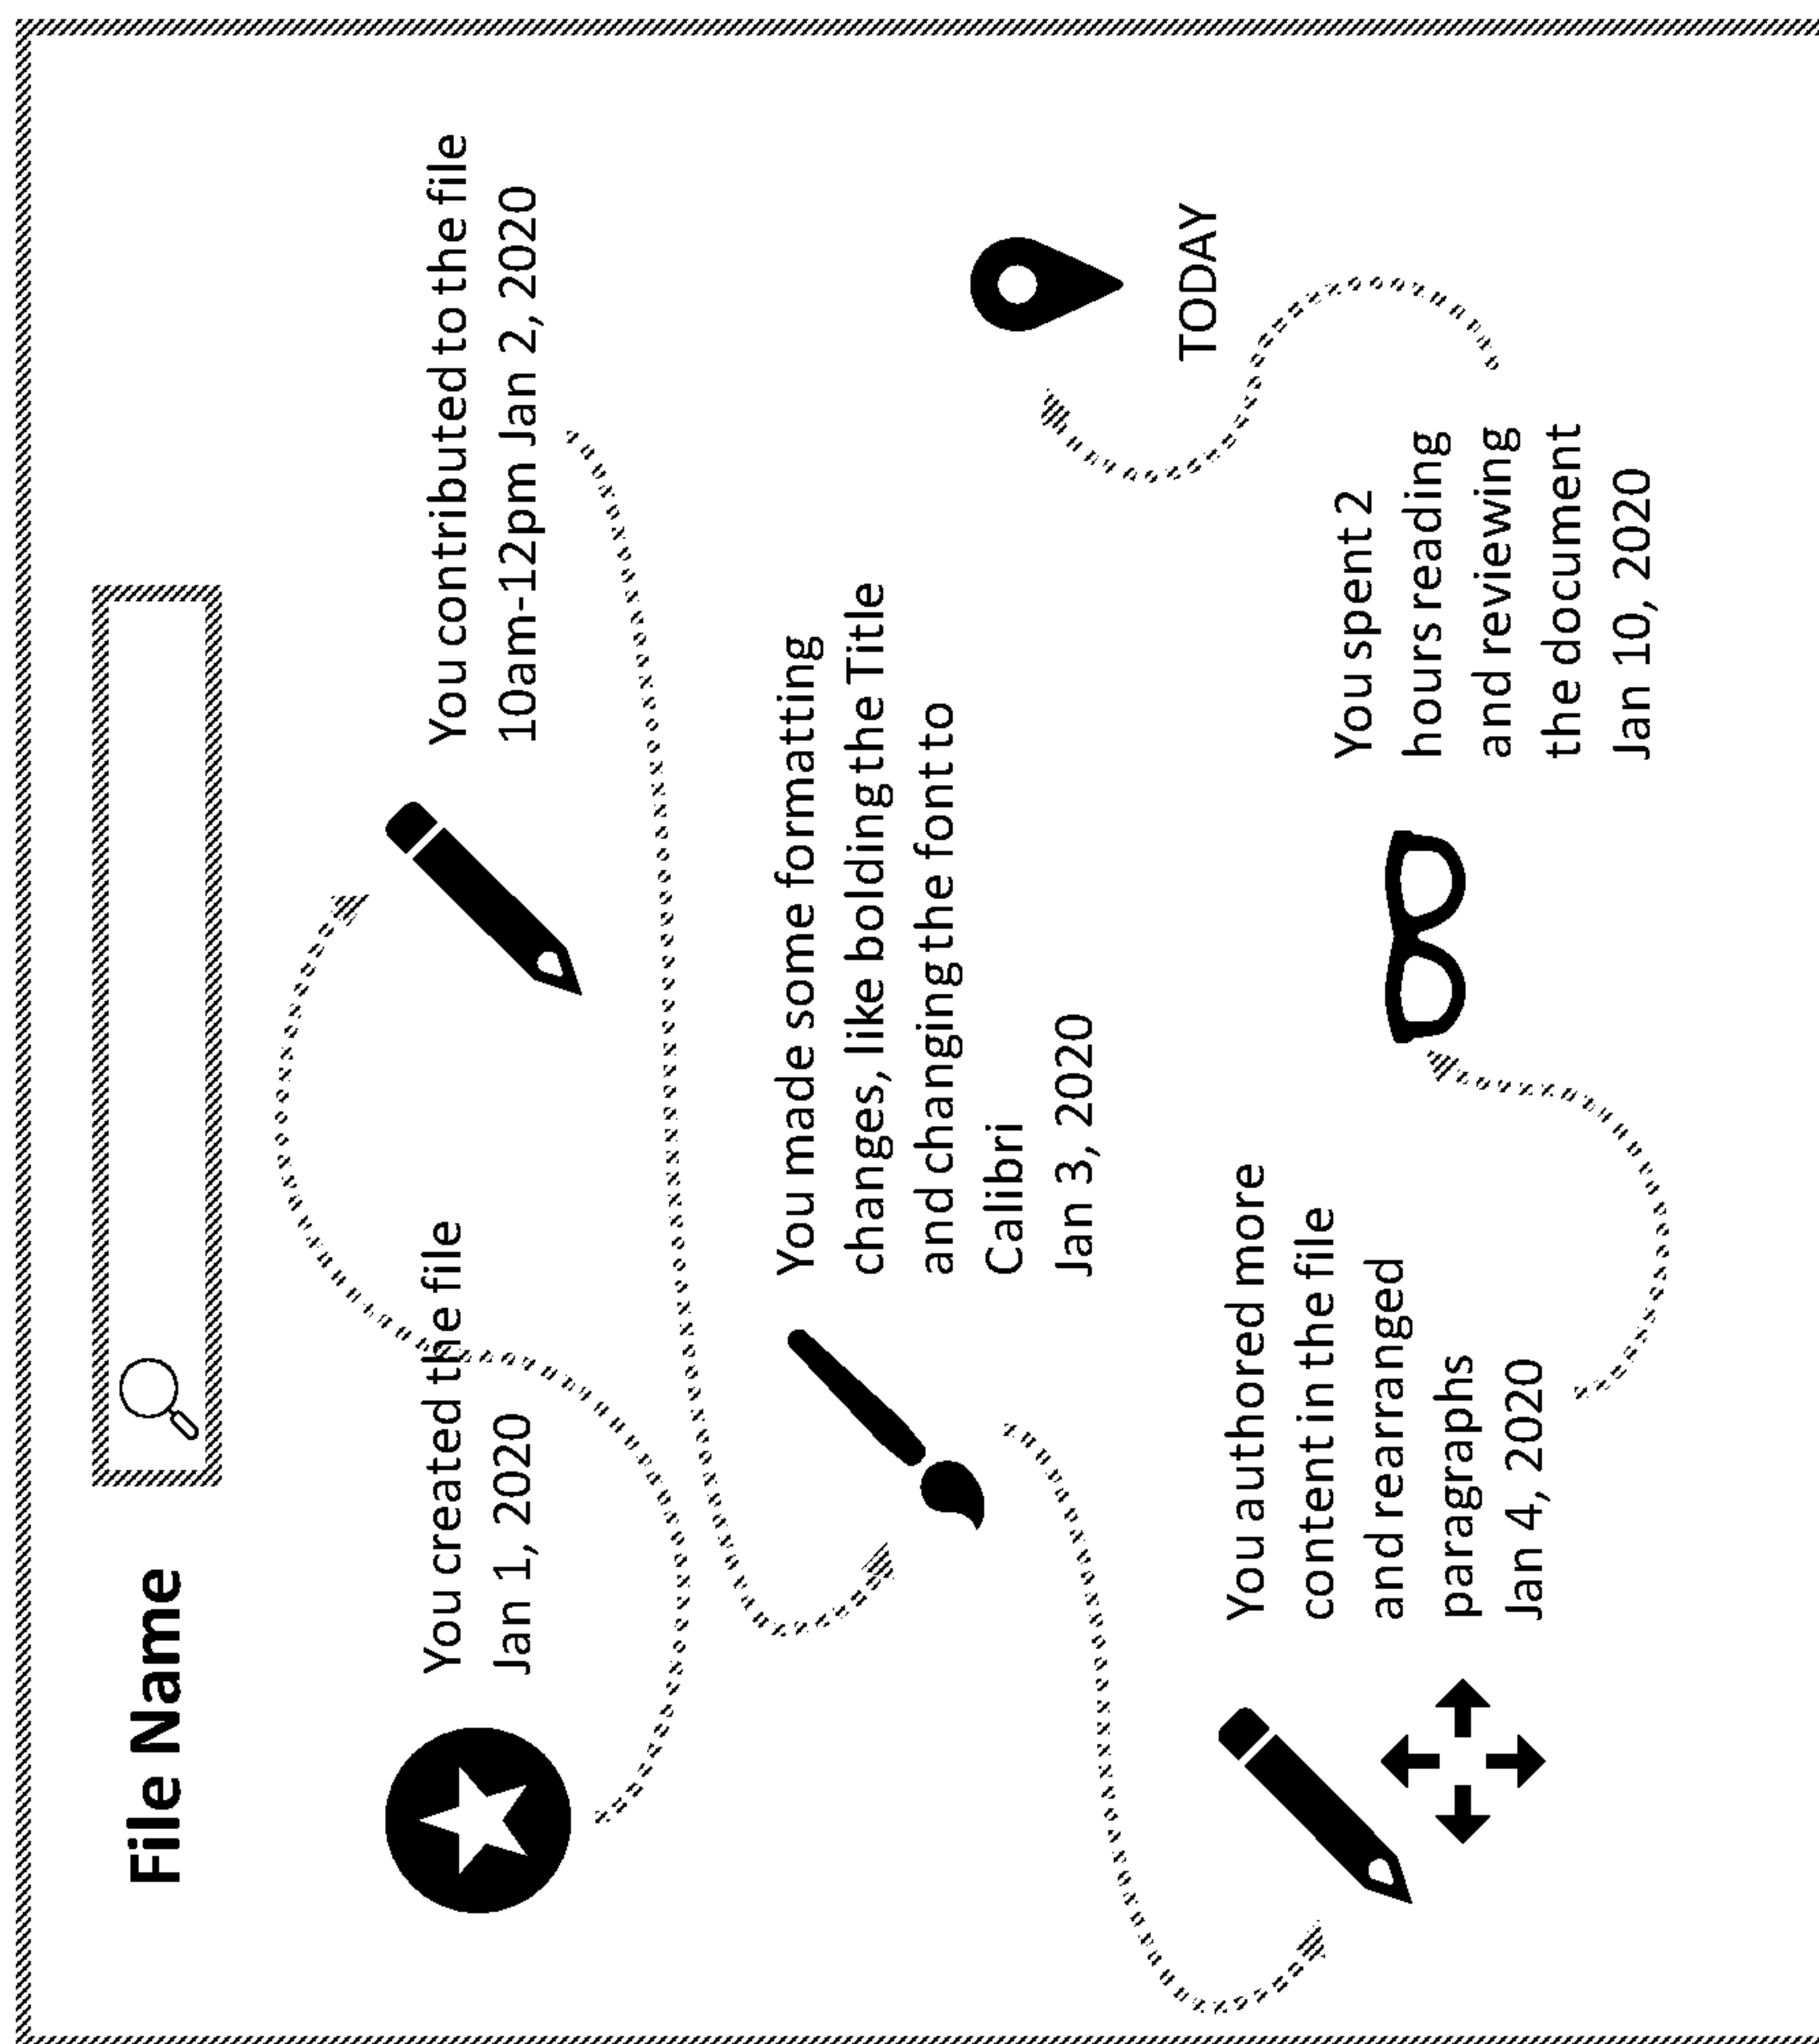 File Name
You created the file
Jan 1, 2020
You contributed to the file
10am-12pm Jan 2, 2020
You made some formatting
changes, like bolding the Title
and changing the font to
Calibri
Jan 3, 2020
You authored more
content in the file
and rearranged
paragraphs
Jan 4, 2020
You spent 2
hours reading
and reviewing
the document
Jan 10, 2020
TODAY